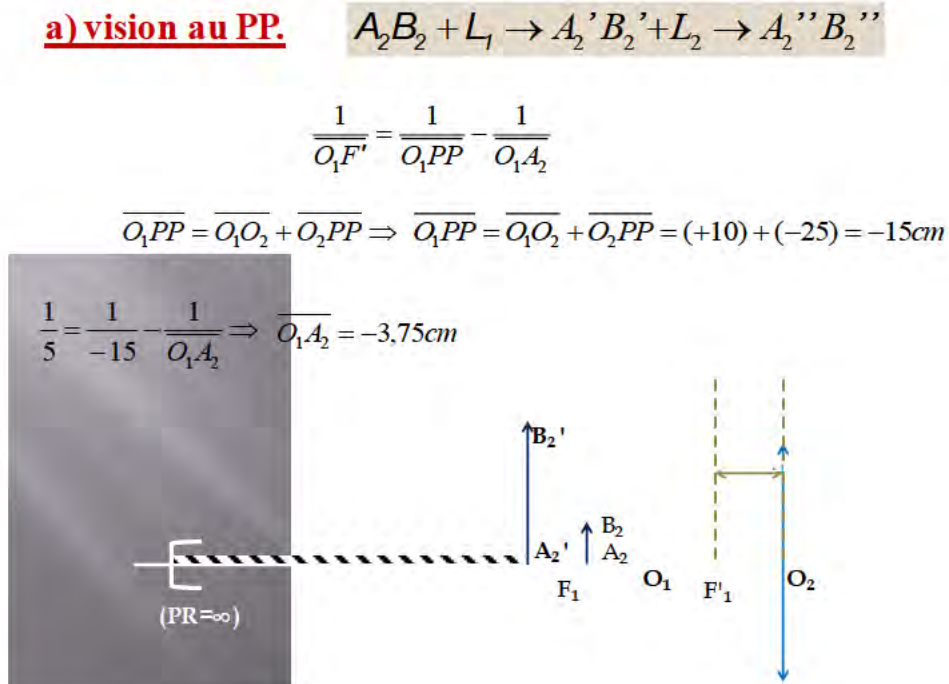 a) vision au PP. A₂B₂ + L₁ → A₂'B₂' + L₂ → A₂''B₂''
1/O₁F' = 1/O₁PP − 1/O₁A₂
O₁PP = O₁O₂ + O₂PP ⇒ O₁PP = O₁O₂ + O₂PP = (+10) + (−25) = −15cm
1/5 = 1/−15 − 1/O₁A₂ ⇒ O₁A₂ = −3,75cm
B₂'
B₂
A₂' A₂
F₁ O₁ F'₁ O₂
(PR=∞)